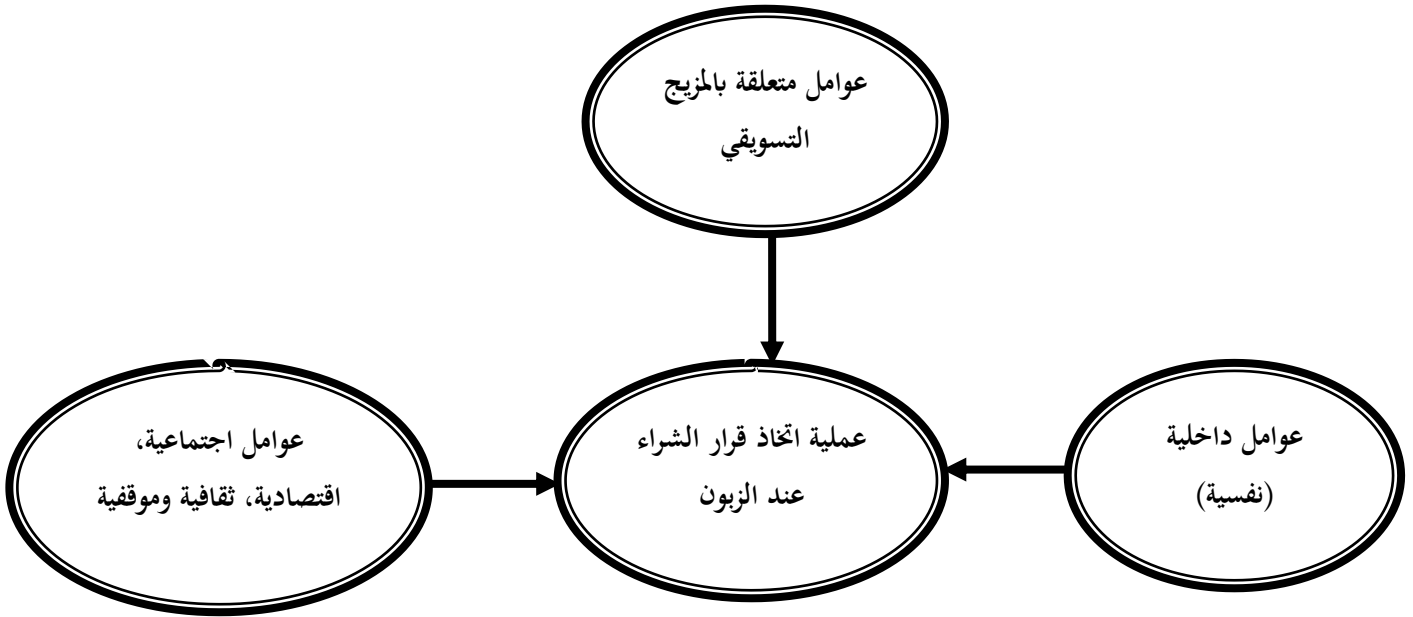 عوامل متعلقة بالمزيج
التسويقي
عوامل داخلية
(نفسية)
عملية اتخاذ قرار الشراء
عند الزبون
عوامل اجتماعية،
اقتصادية، ثقافية وموقفية